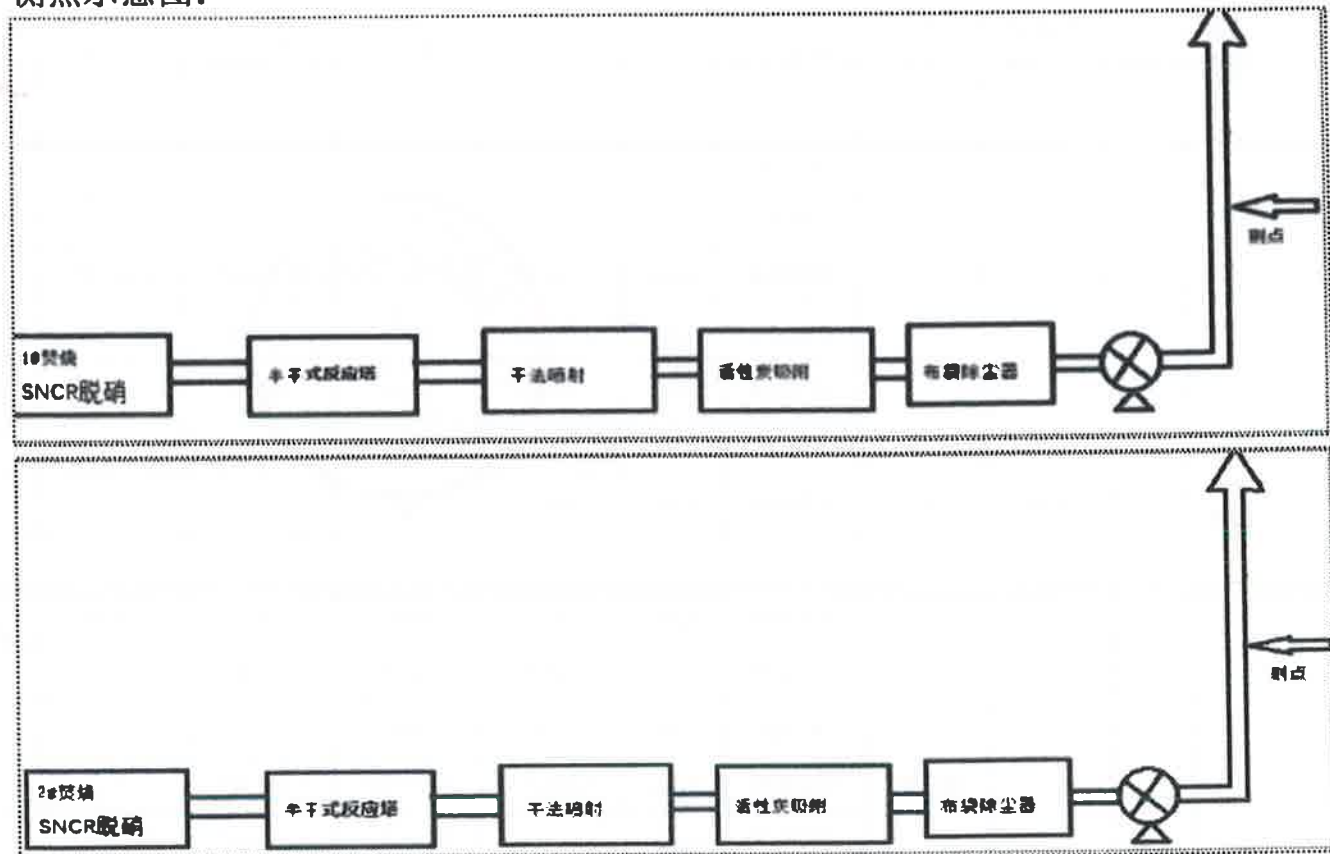 测点示意图:
测点
1#焚烧
SNCR脱硝
半干式反应塔
干法喷射
活性炭吸附
布袋除尘器
测点
2#焚烧
SNCR脱硝
半干式反应塔
干法喷射
活性炭吸附
布袋除尘器